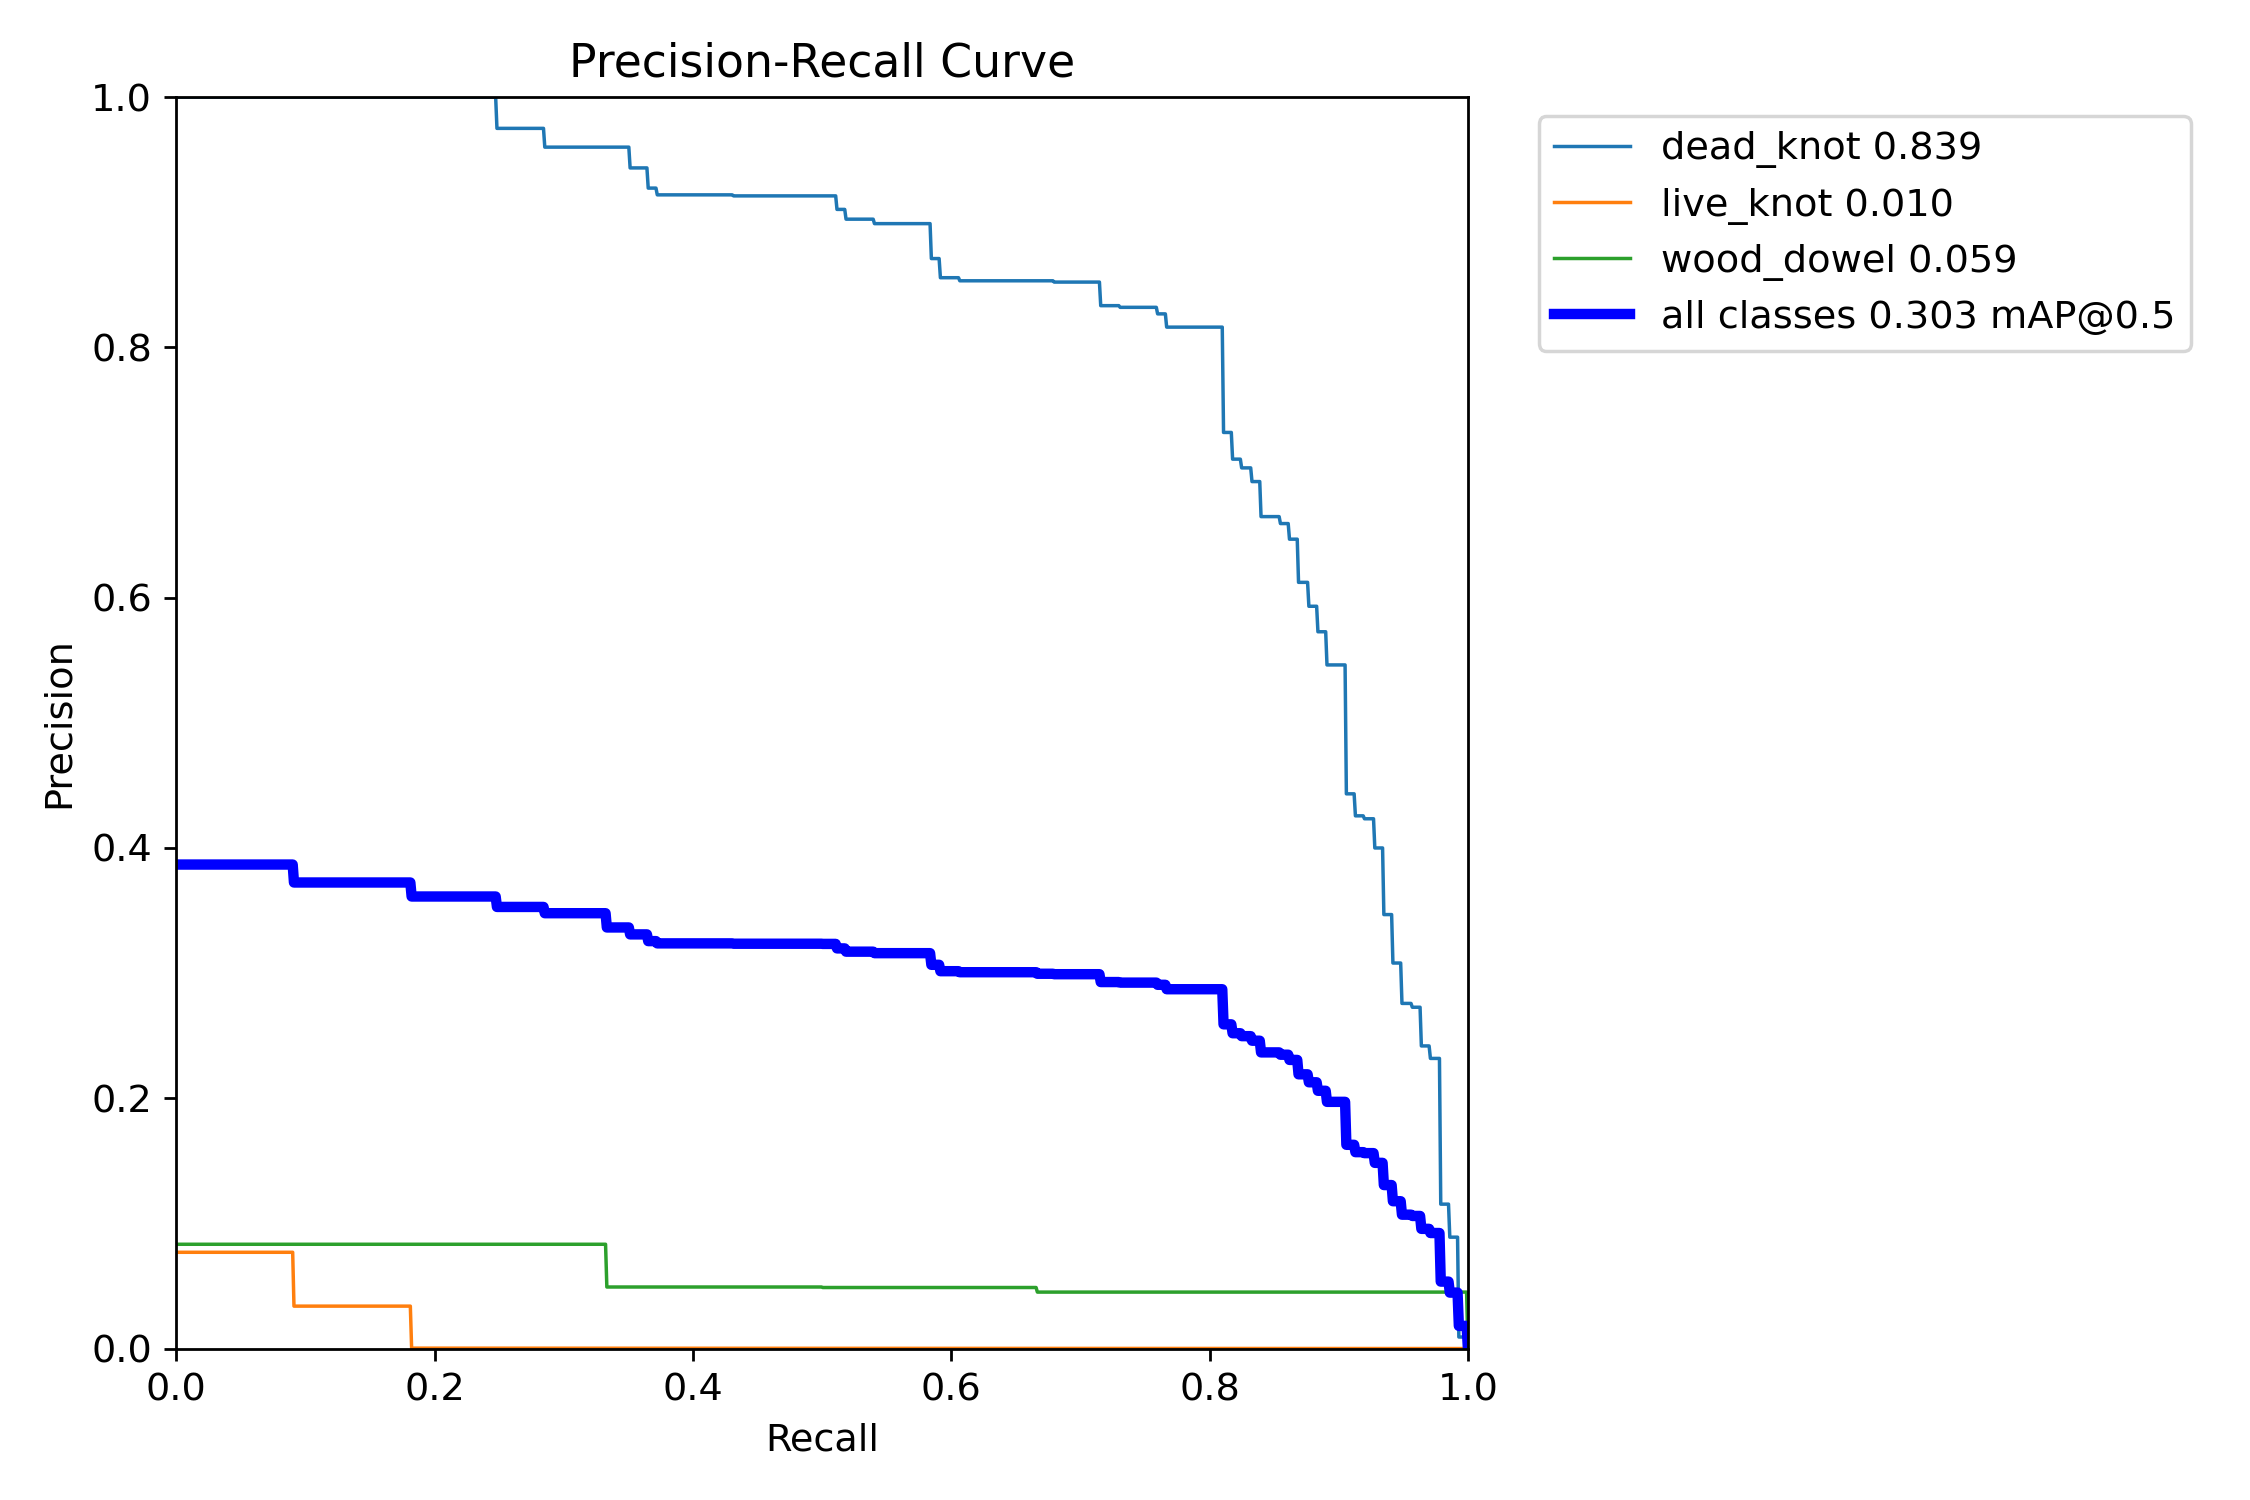 Precision-Recall Curve
1.0
0.8
0.6
0.4
0.2
0.0
Precision
0.0 0.2 0.4 0.6 0.8 1.0
Recall
dead_knot 0.839
live_knot 0.010
wood_dowel 0.059
all classes 0.303 mAP@0.5